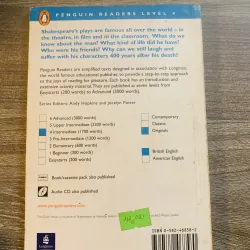 PENGUIN READERS LEVEL 4
Shakespeare's plays are famous all over the world – in
the theatre, in film and in the classroom. What do we
know about the man? What kind of life did he have?
Who were his friends? Why can we still laugh and
suffer with his characters 400 years after his death?
Penguin Readers are simplified texts designed in association with Longman,
the world famous educational publisher, to provide a step-by-step approach
to the joys of reading for pleasure. Each book has an introduction and
extensive activity material. They are published at seven levels from
Easystarts (200 words) to Advanced (3000 words).
Series Editors: Andy Hopkins and Jocelyn Potter
6 Advanced (3000 words)
5 Upper Intermediate (2300 words)
4 Intermediate (1700 words)
3 Pre-Intermediate (1200 words)
2 Elementary (600 words)
1 Beginner (300 words)
Easystarts (200 words)
Contemporary
Classics
Originals
British English
American English
Book/cassette pack also published
Audio CD also published